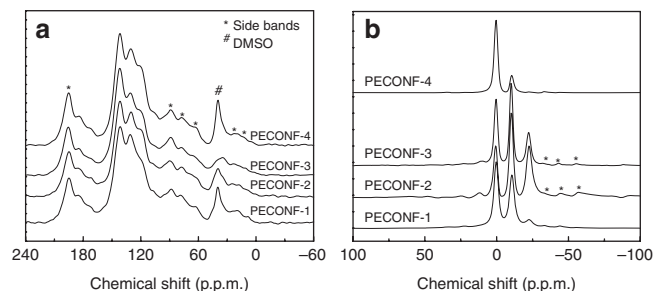 a
* Side bands
# DMSO
*
#
*
*
*
*
*
PECONF-4
PECONF-3
PECONF-2
PECONF-1
240 180 120 60 0 –60
Chemical shift (p.p.m.)
b
PECONF-4
PECONF-3
* * *
PECONF-2
* * *
PECONF-1
100 50 0 –50 –100
Chemical shift (p.p.m.)